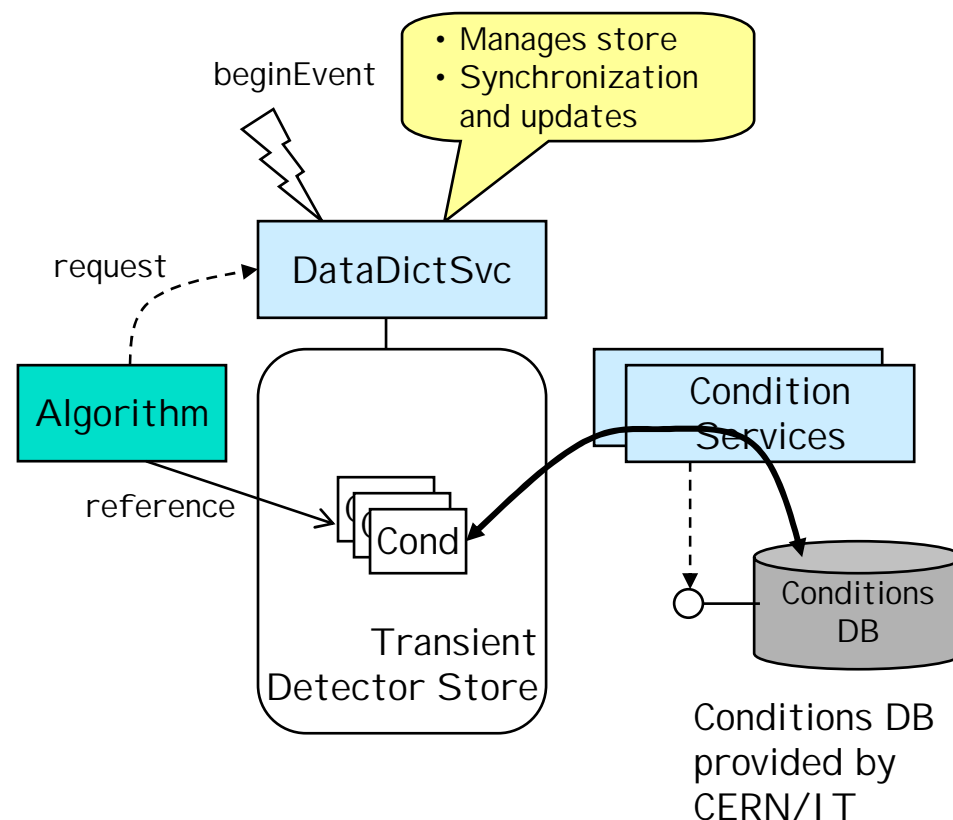 • Manages store
• Synchronization
and updates
beginEvent
request
DataDictSvc
Algorithm
Condition
Services
reference
C
C
Cond
Conditions
DB
Transient
Detector Store
Conditions DB
provided by
CERN/IT